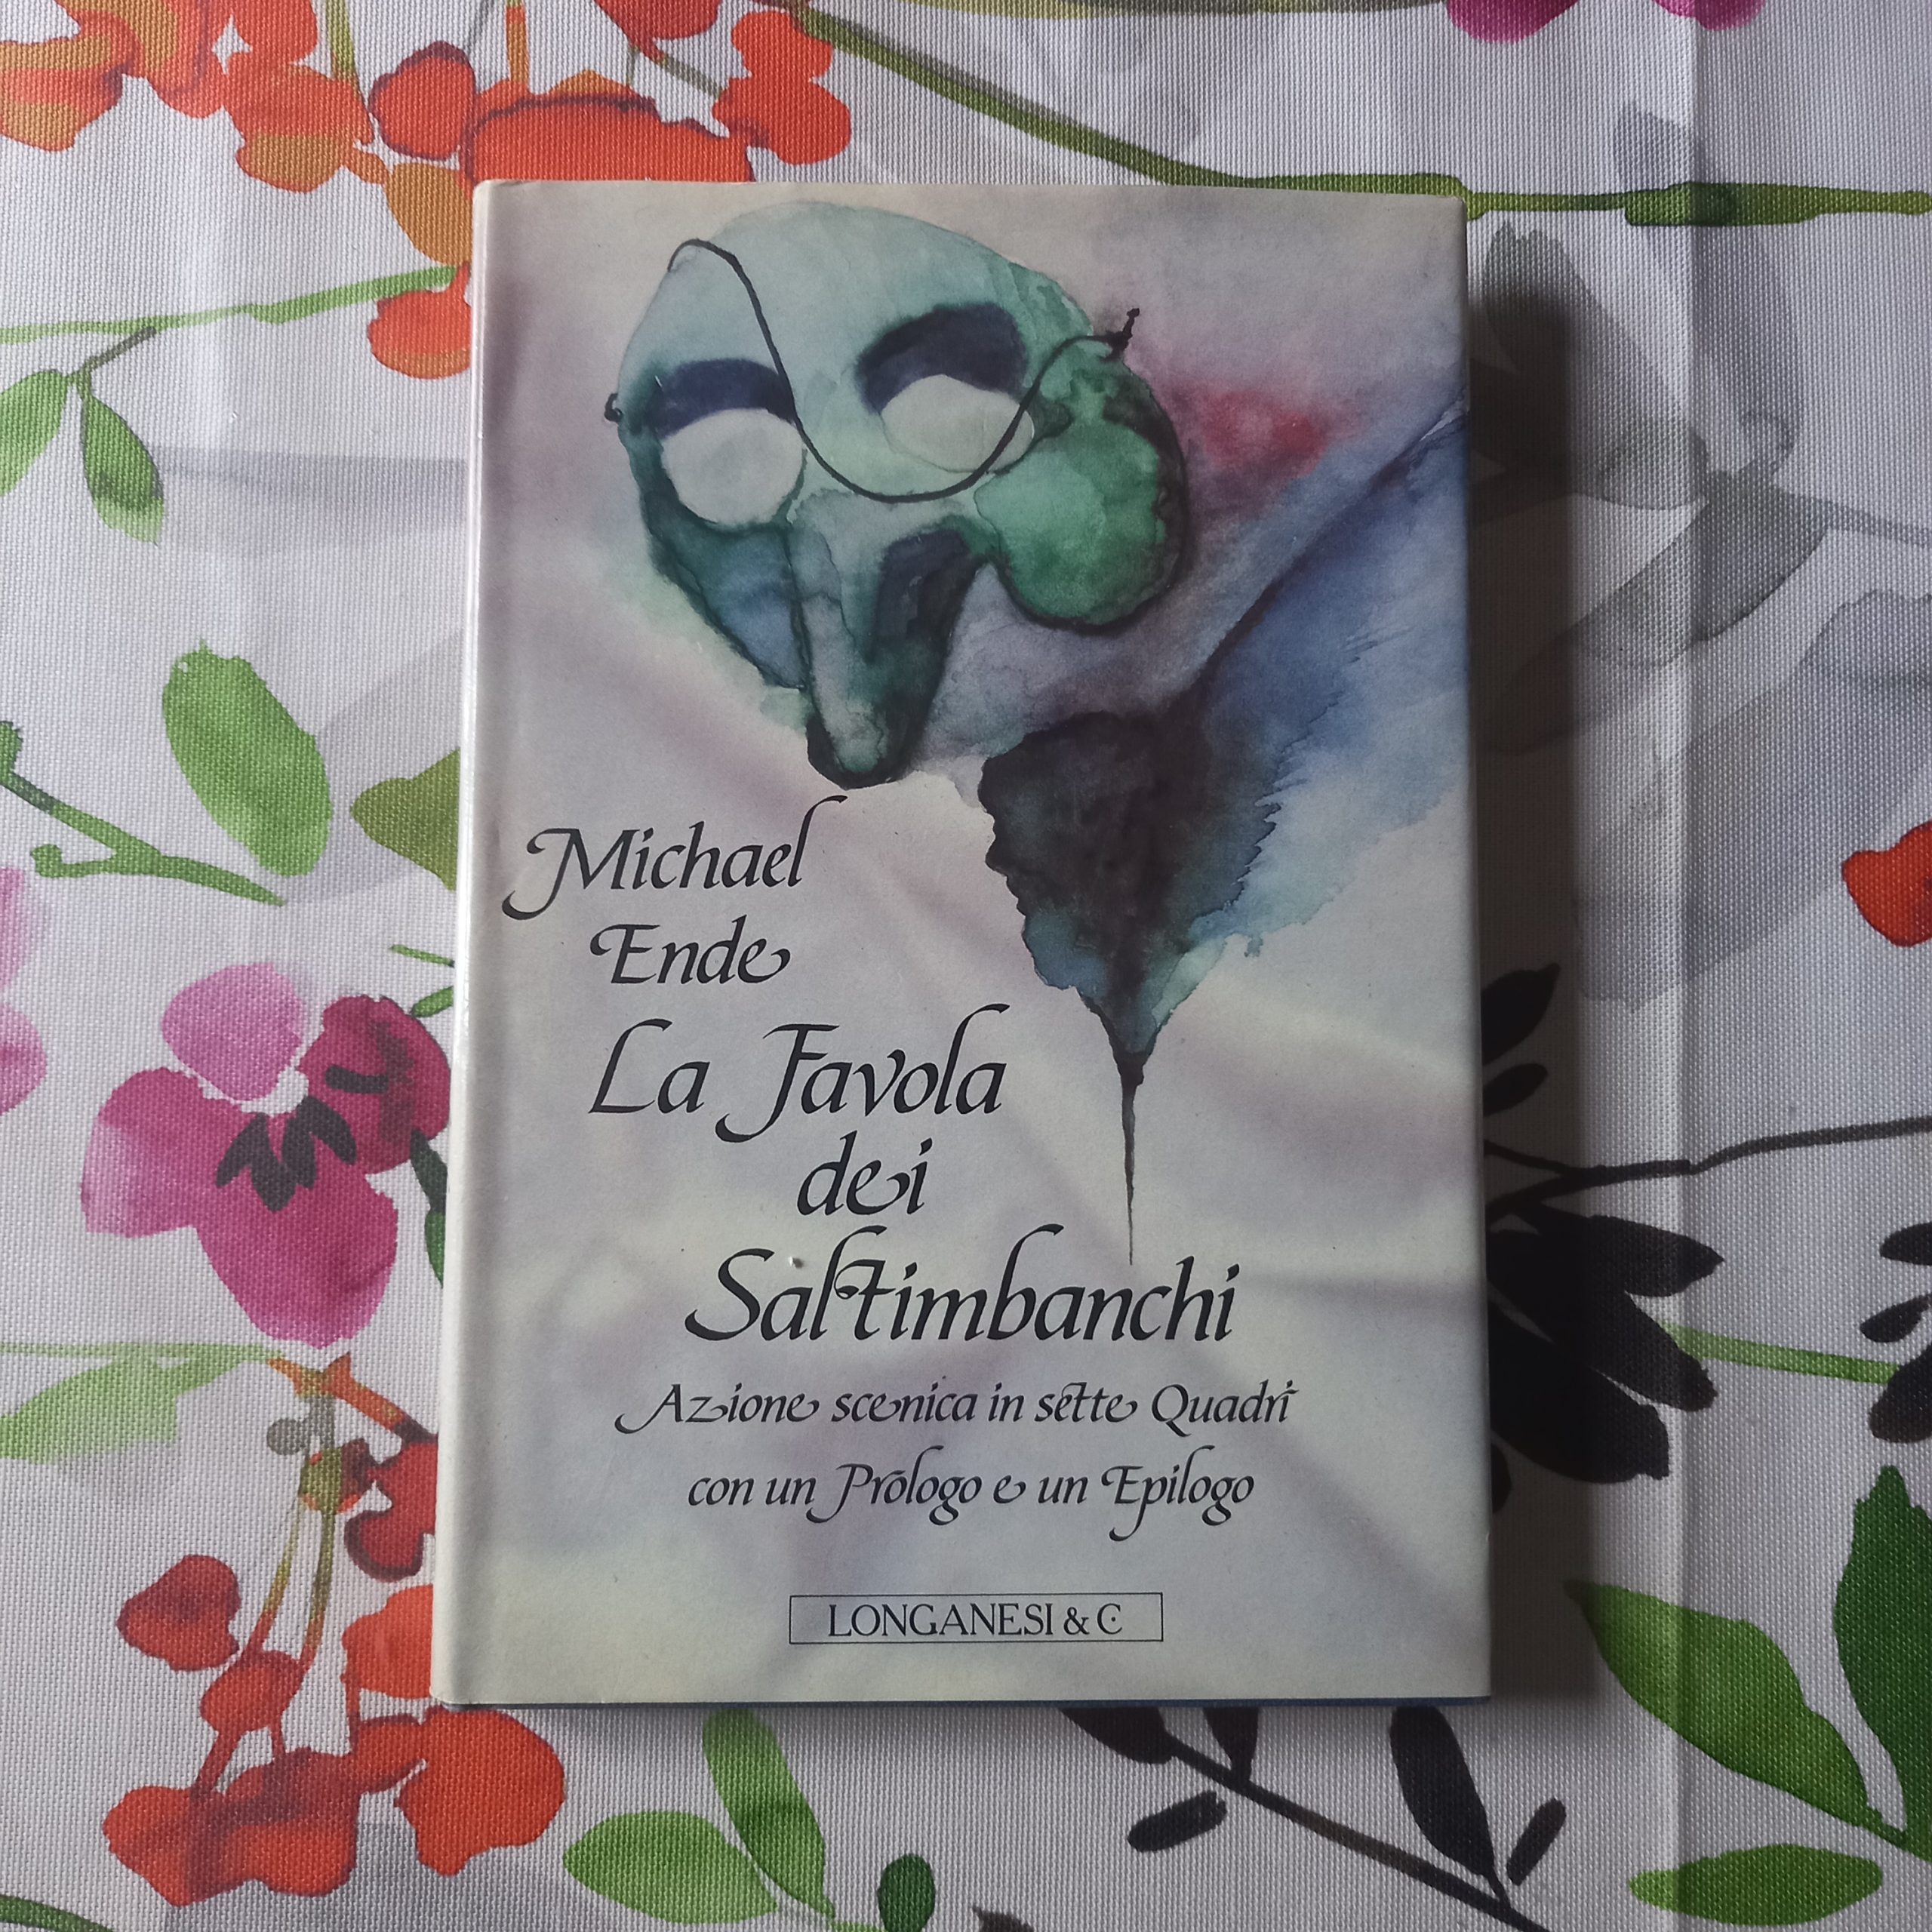 Michael
Ende
La Favola
dei
Saltimbanchi
Azione scenica in sette Quadri
con un Prologo e un Epilogo
LONGANESI & C.